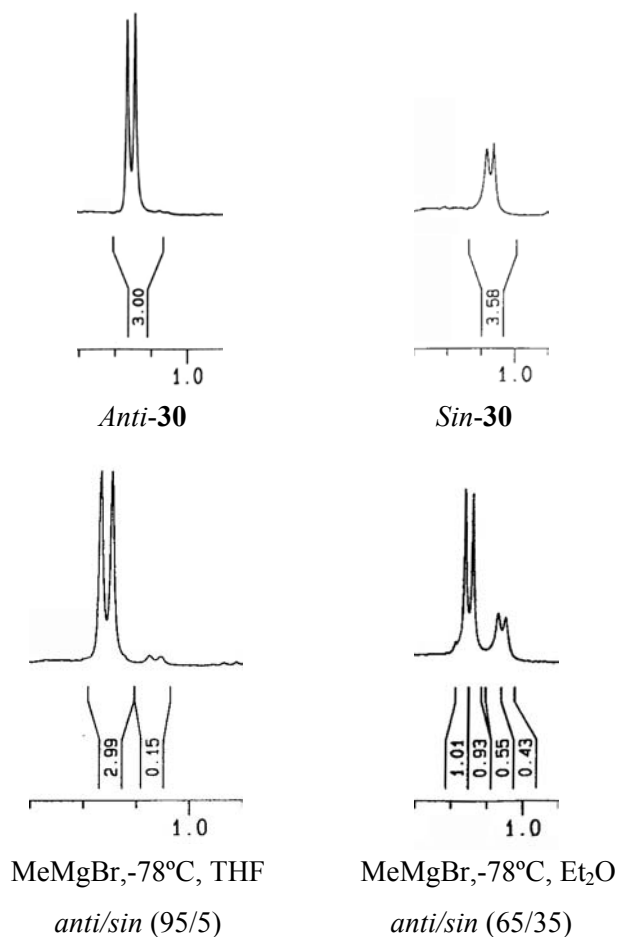 3.00
3.58
1.0
1.0
Anti-30
Sin-30
2.99
0.15
1.01
0.93
0.55
0.43
1.0
1.0
MeMgBr,-78ºC, THF
MeMgBr,-78ºC, Et₂O
anti/sin (95/5)
anti/sin (65/35)